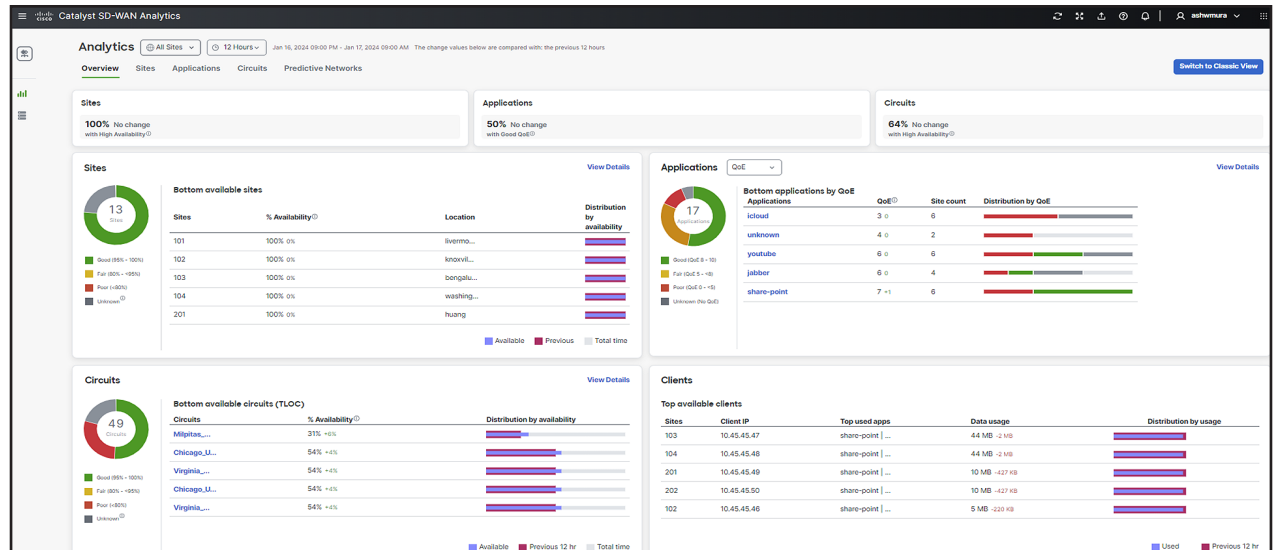 cisco Catalyst SD-WAN Analytics ashwmura
Analytics All Sites 12 Hours Jan 16, 2024 09:00 PM - Jan 17, 2024 09:00 AM The change values below are compared with: the previous 12 hours
Overview Sites Applications Circuits Predictive Networks
Switch to Classic View
Sites
100% No change
with High Availability
Applications
50% No change
with Good QoE
Circuits
64% No change
with High Availability
Sites View Details
13
Sites
Good (95% - 100%)
Fair (80% - <95%)
Poor (<80%)
Unknown
Bottom available sites
Sites % Availability Location Distribution by availability
101 100% 0% livermo...
102 100% 0% knoxvil...
103 100% 0% bengalu...
104 100% 0% washing...
201 100% 0% huang
Available Previous Total time
Applications QoE View Details
17
Applications
Good (QoE 8 - 10)
Fair (QoE 5 - <8)
Poor (QoE 0 - <5)
Unknown (No QoE)
Bottom applications by QoE
Applications QoE Site count Distribution by QoE
icloud 3 0 6
unknown 4 0 2
youtube 6 0 6
jabber 6 0 4
share-point 7 +1 6
Circuits View Details
49
Circuits
Good (95% - 100%)
Fair (80% - <95%)
Poor (<80%)
Unknown
Bottom available circuits (TLOC)
Circuits % Availability Distribution by availability
Milpitas_... 31% +6%
Chicago_U... 54% +4%
Virginia_... 54% +4%
Chicago_U... 54% +4%
Virginia_... 54% +4%
Available Previous 12 hr Total time
Clients
Top available clients
Sites Client IP Top used apps Data usage Distribution by usage
103 10.45.45.47 share-point | ... 44 MB -2 MB
104 10.45.45.48 share-point | ... 44 MB -2 MB
201 10.45.45.49 share-point | ... 10 MB -427 KB
202 10.45.45.50 share-point | ... 10 MB -427 KB
102 10.45.45.46 share-point | ... 5 MB -220 KB
Used Previous 12 hr